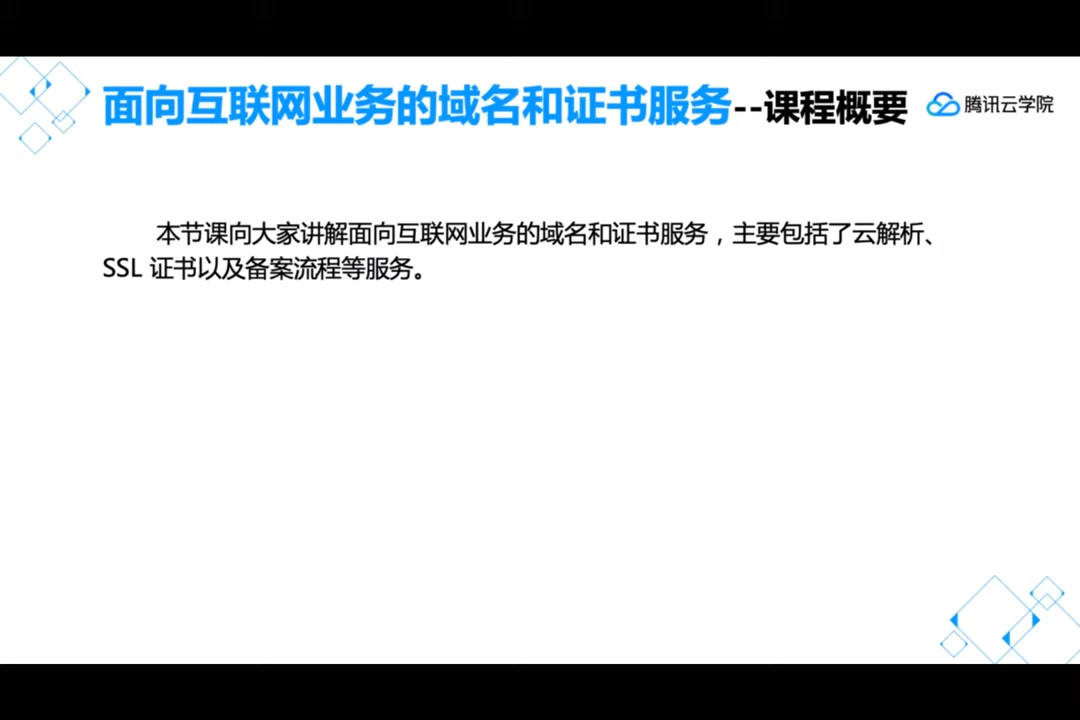 面向互联网业务的域名和证书服务--课程概要
腾讯云学院
本节课向大家讲解面向互联网业务的域名和证书服务，主要包括了云解析、
SSL 证书以及备案流程等服务。